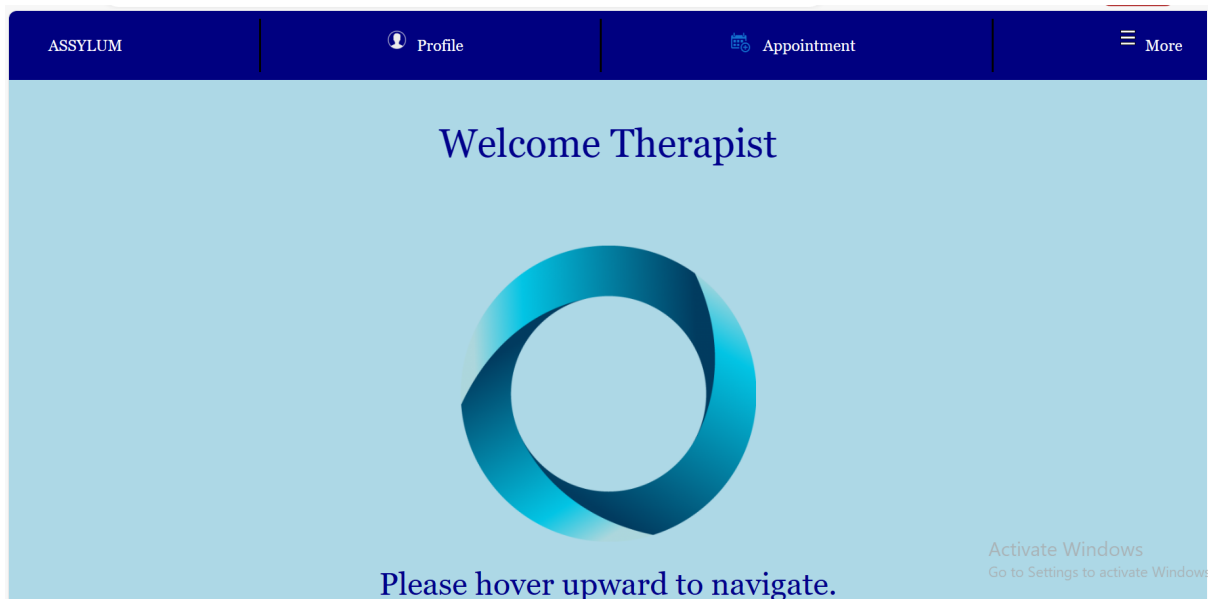 ASSYLUM
Profile
Appointment
More
Welcome Therapist
Please hover upward to navigate.
Activate Windows
Go to Settings to activate Windows